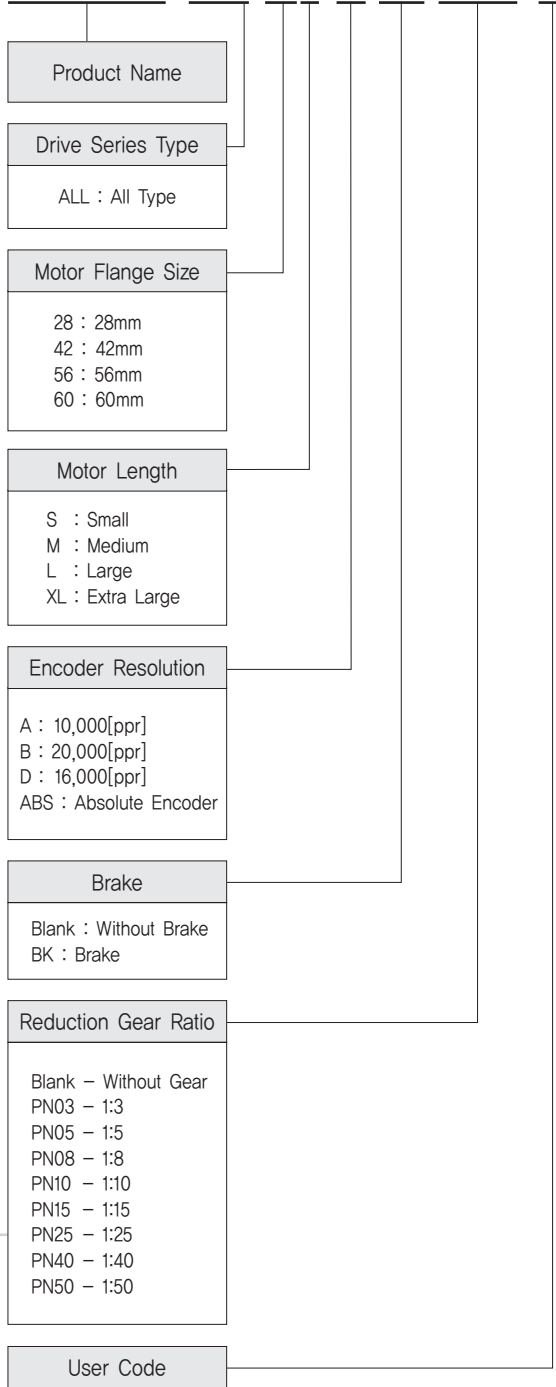 Product Name
Drive Series Type
ALL : All Type
Motor Flange Size
28 : 28mm
42 : 42mm
56 : 56mm
60 : 60mm
Motor Length
S : Small
M : Medium
L : Large
XL : Extra Large
Encoder Resolution
A : 10,000[ppr]
B : 20,000[ppr]
D : 16,000[ppr]
ABS : Absolute Encoder
Brake
Blank : Without Brake
BK : Brake
Reduction Gear Ratio
Blank – Without Gear
PN03 – 1:3
PN05 – 1:5
PN08 – 1:8
PN10 – 1:10
PN15 – 1:15
PN25 – 1:25
PN40 – 1:40
PN50 – 1:50
User Code